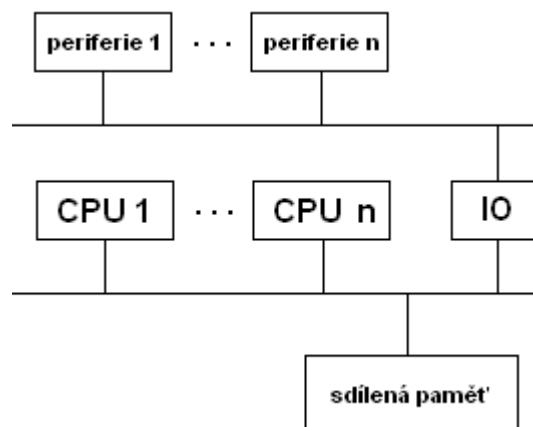 periferie 1 . . . periferie n
CPU 1 . . . CPU n IO
sdílená paměť